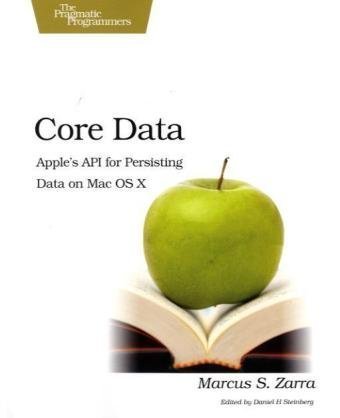 The
Pragmatic
Programmers
Core Data
Apple's API for Persisting
Data on Mac OS X
Marcus S. Zarra
Edited by Daniel H Steinberg